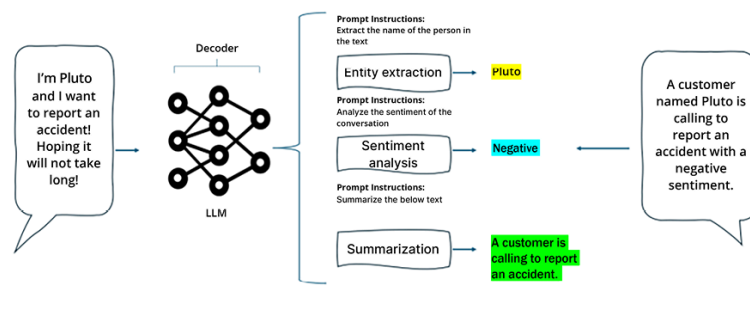 I'm Pluto
and I want
to report an
accident!
Hoping it
will not take
long!
Decoder
LLM
Prompt Instructions:
Extract the name of the person in
the text
Entity extraction
Pluto
Prompt Instructions:
Analyze the sentiment of the
conversation
Sentiment
analysis
Negative
Prompt Instructions:
Summarize the below text
Summarization
A customer is
calling to report
an accident.
A customer
named Pluto is
calling to
report an
accident with a
negative
sentiment.